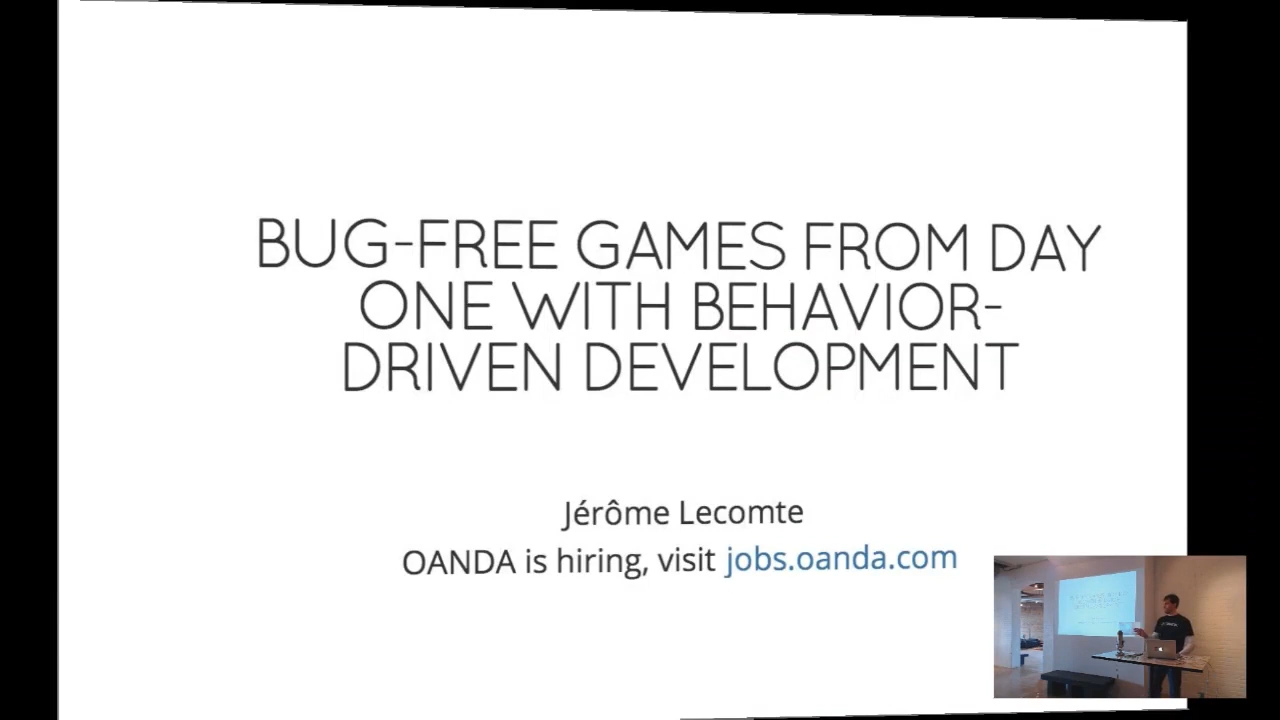 BUG-FREE GAMES FROM DAY
ONE WITH BEHAVIOR-
DRIVEN DEVELOPMENT
Jérôme Lecomte
OANDA is hiring, visit jobs.oanda.com